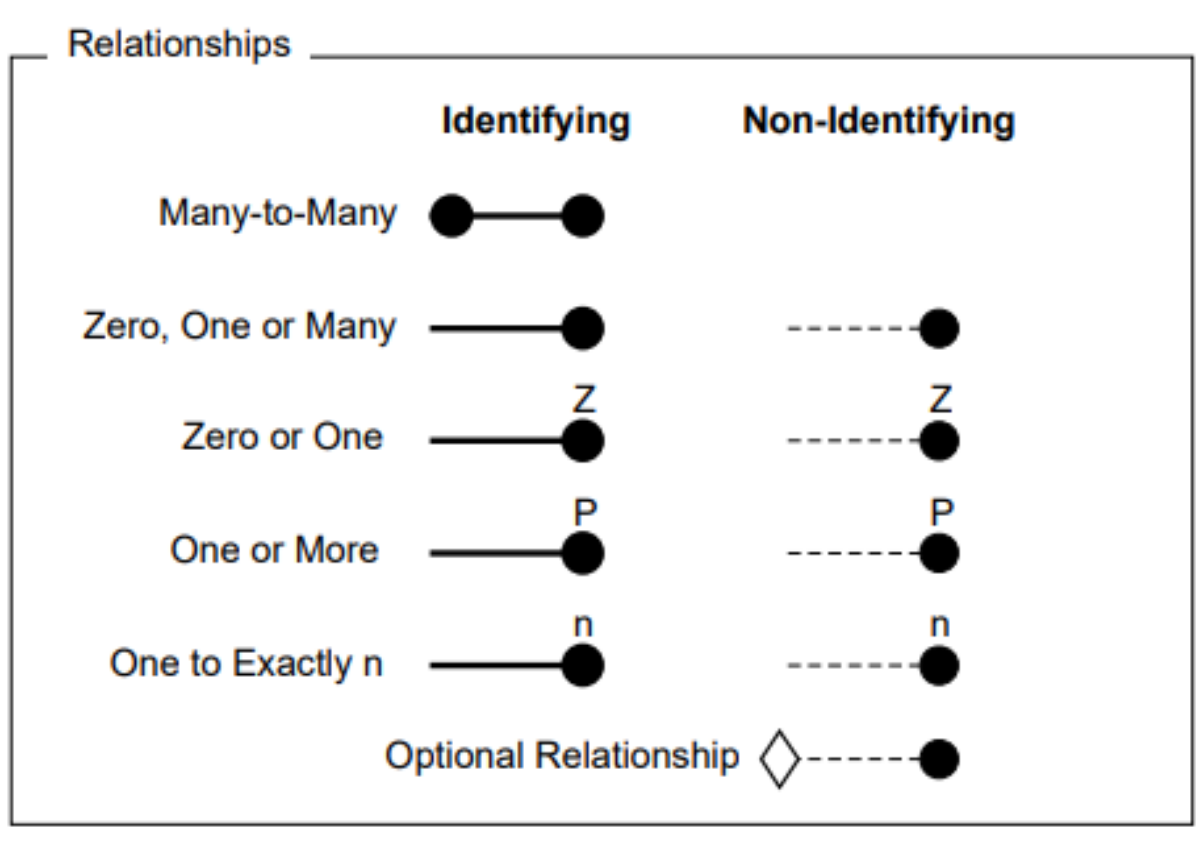 Relationships
Identifying Non-Identifying
Many-to-Many
Zero, One or Many
Z Z
Zero or One
P P
One or More
n n
One to Exactly n
Optional Relationship